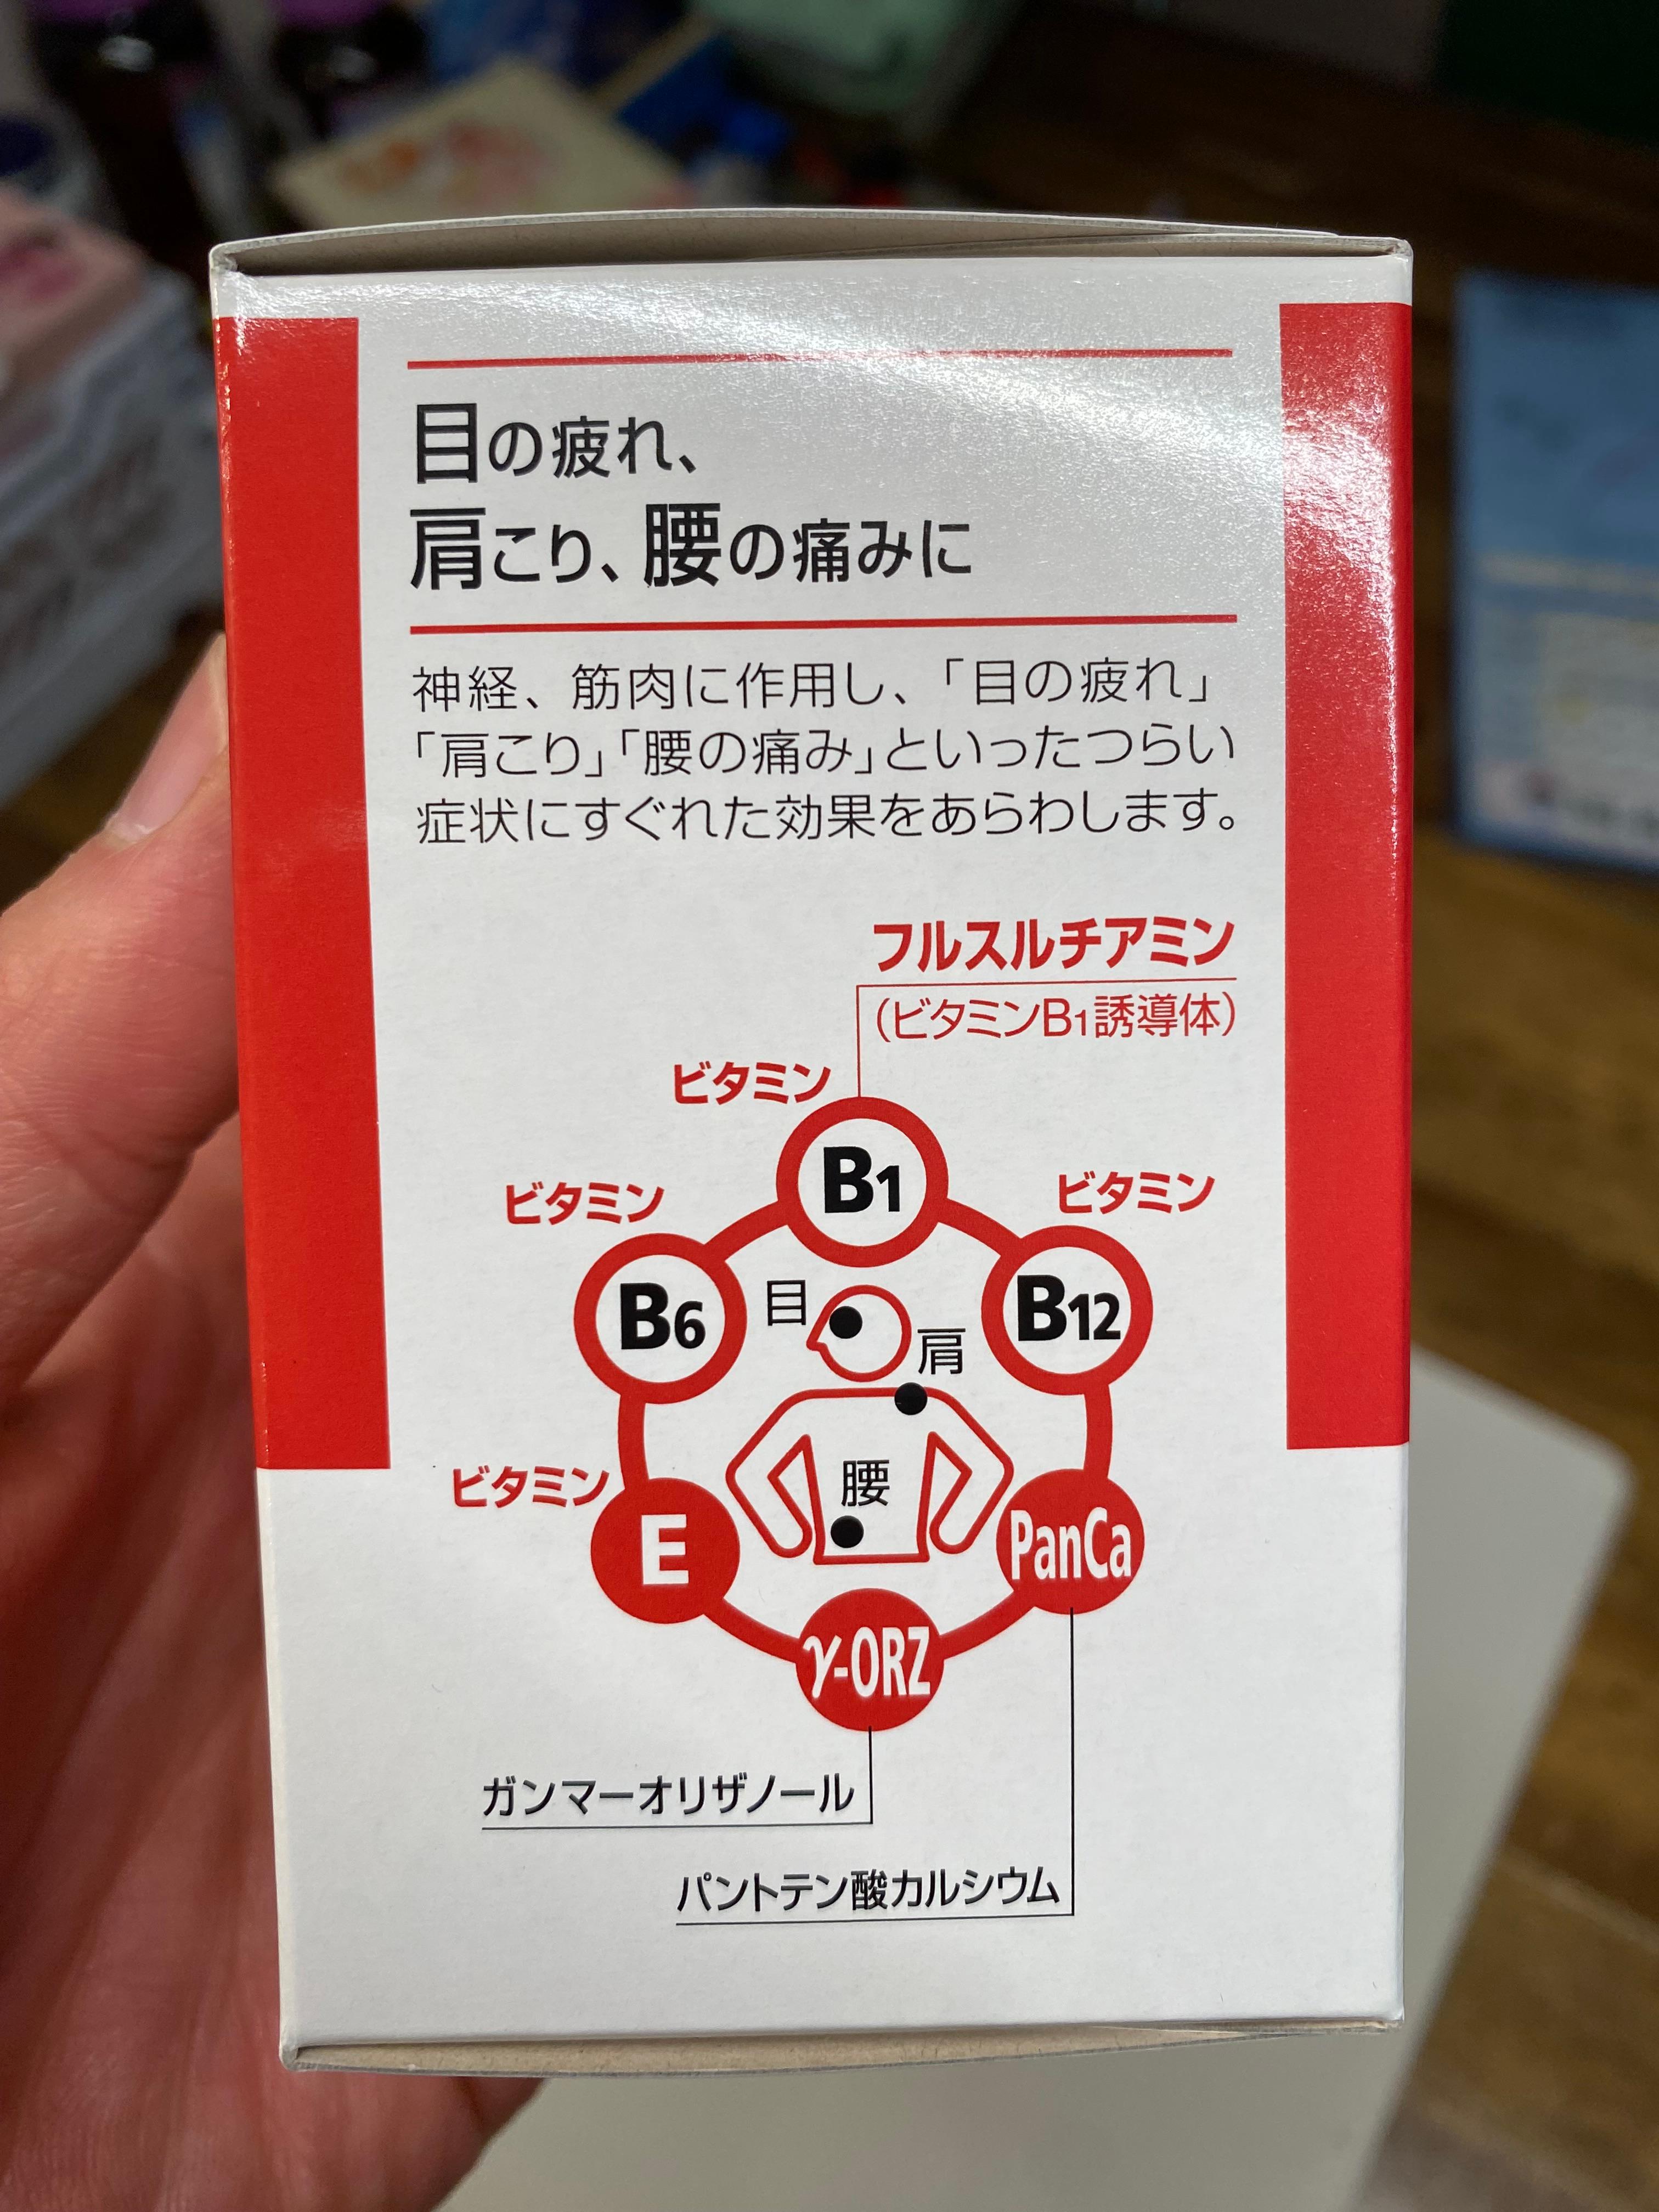 目の疲れ、
肩こり、腰の痛みに
神経、筋肉に作用し、「目の疲れ」
「肩こり」「腰の痛み」といったつらい
症状にすぐれた効果をあらわします。
フルスルチアミン
(ビタミンB1誘導体)
ビタミン
B1
ビタミン
B6
ビタミン
B12
目
肩
腰
ビタミン
E
PanCa
γ-ORZ
ガンマーオリザノール
パントテン酸カルシウム